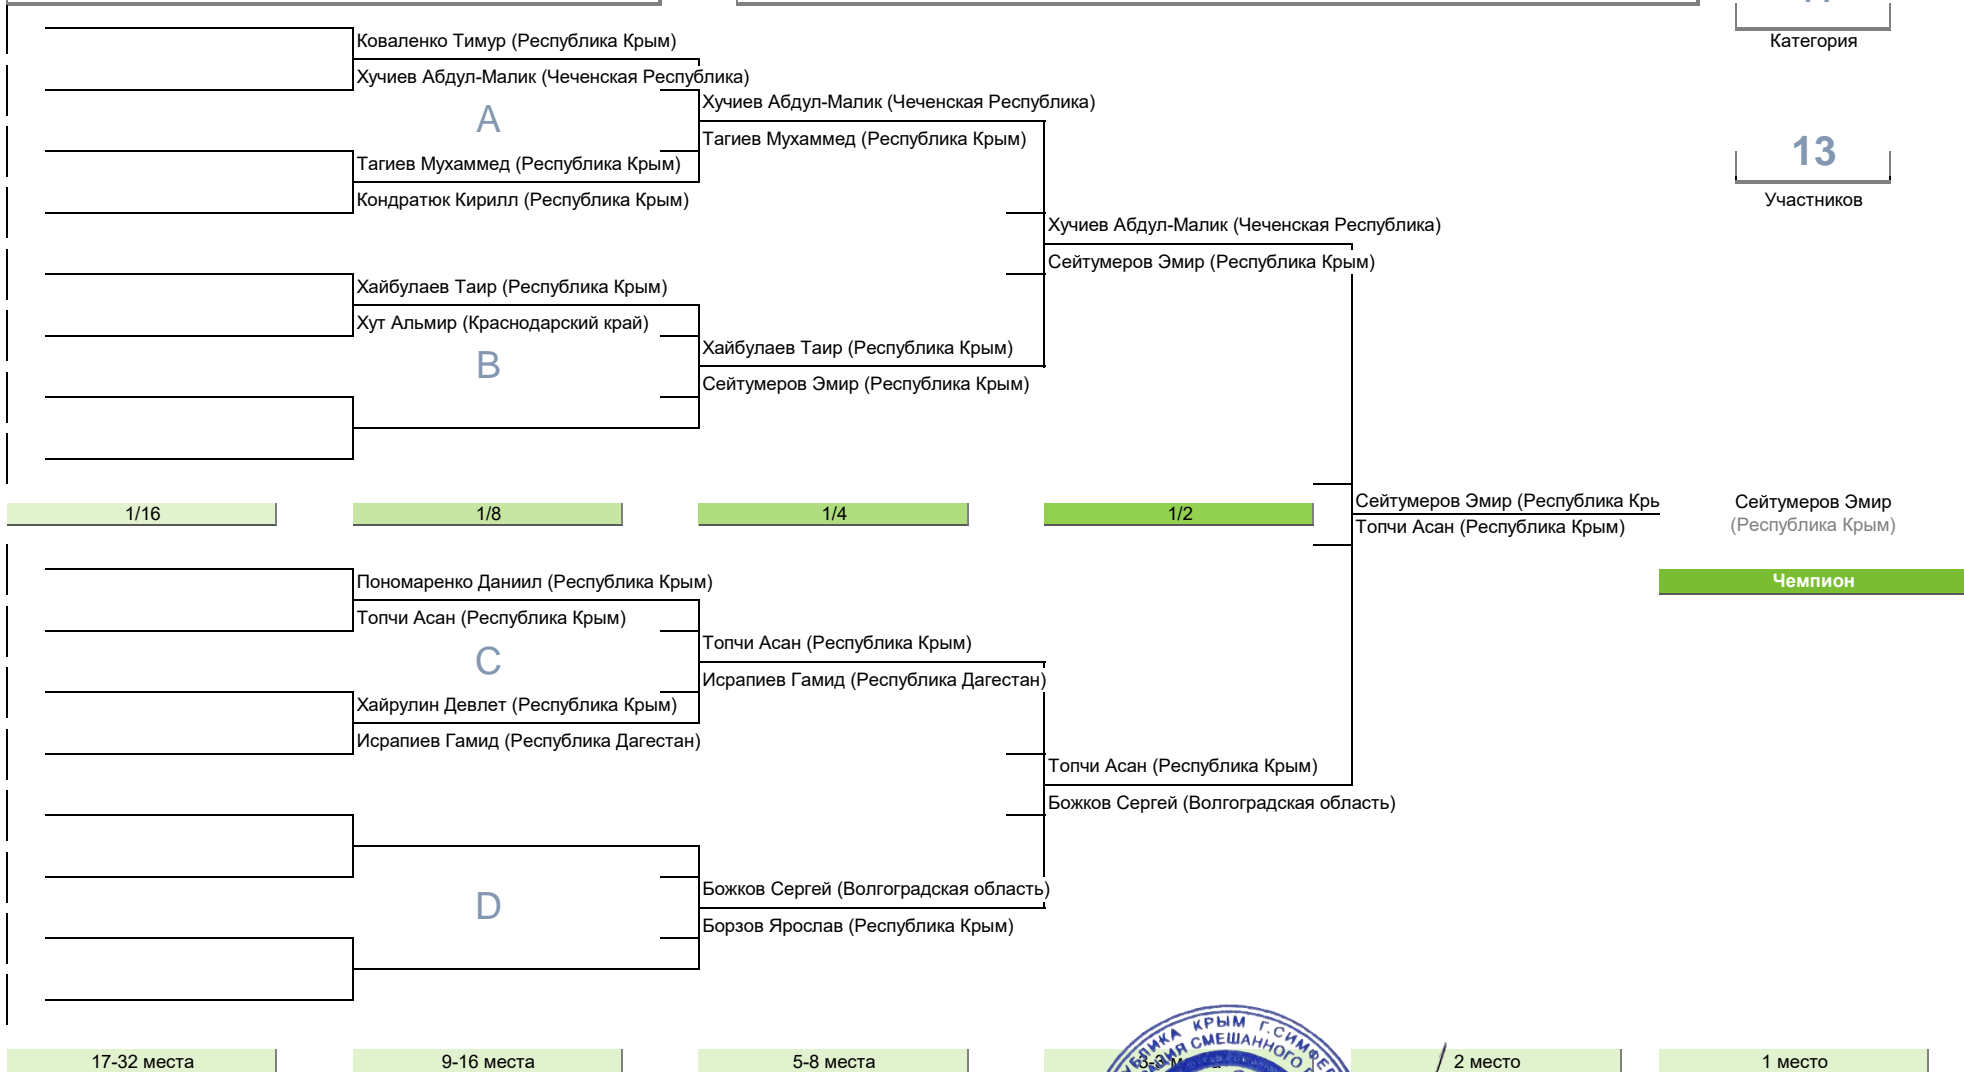 Коваленко Тимур (Республика Крым)
Категория
Хучиев Абдул-Малик (Чеченская Республика)
Хучиев Абдул-Малик (Чеченская Республика)
A
Тагиев Мухаммед (Республика Крым)
13
Тагиев Мухаммед (Республика Крым)
Кондратюк Кирилл (Республика Крым)
Участников
Хучиев Абдул-Малик (Чеченская Республика)
Сейтумеров Эмир (Республика Крым)
Хайбулаев Таир (Республика Крым)
Хут Альмир (Краснодарский край)
Хайбулаев Таир (Республика Крым)
B
Сейтумеров Эмир (Республика Крым)
Сейтумеров Эмир (Республика Кры
Сейтумеров Эмир
1/16
1/8
1/4
1/2
Топчи Асан (Республика Крым)
(Республика Крым)
Пономаренко Даниил (Республика Крым)
Чемпион
Топчи Асан (Республика Крым)
Топчи Асан (Республика Крым)
C
Исрапиев Гамид (Республика Дагестан)
Хайрулин Девлет (Республика Крым)
Исрапиев Гамид (Республика Дагестан)
Топчи Асан (Республика Крым)
Божков Сергей (Волгоградская область)
Божков Сергей (Волгоградская область)
D
Борзов Ярослав (Республика Крым)
КРЫМ
СМЕШАННОГО
17-32 места
9-16 места
5-8 места
2 место
1 место